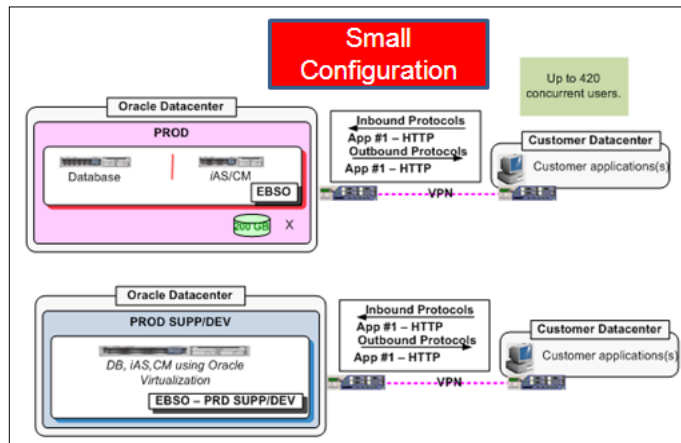 Small
Configuration
Up to 420
concurrent users.
Oracle Datacenter
PROD
Database
iAS/CM
EBSO
200 GB
X
Inbound Protocols
App #1 – HTTP
Outbound Protocols
App #1 – HTTP
VPN
Customer Datacenter
Customer applications(s)
Oracle Datacenter
PROD SUPP/DEV
DB, iAS,CM using Oracle
Virtualization
EBSO – PRD SUPP/DEV
Inbound Protocols
App #1 – HTTP
Outbound Protocols
App #1 – HTTP
VPN
Customer Datacenter
Customer applications(s)